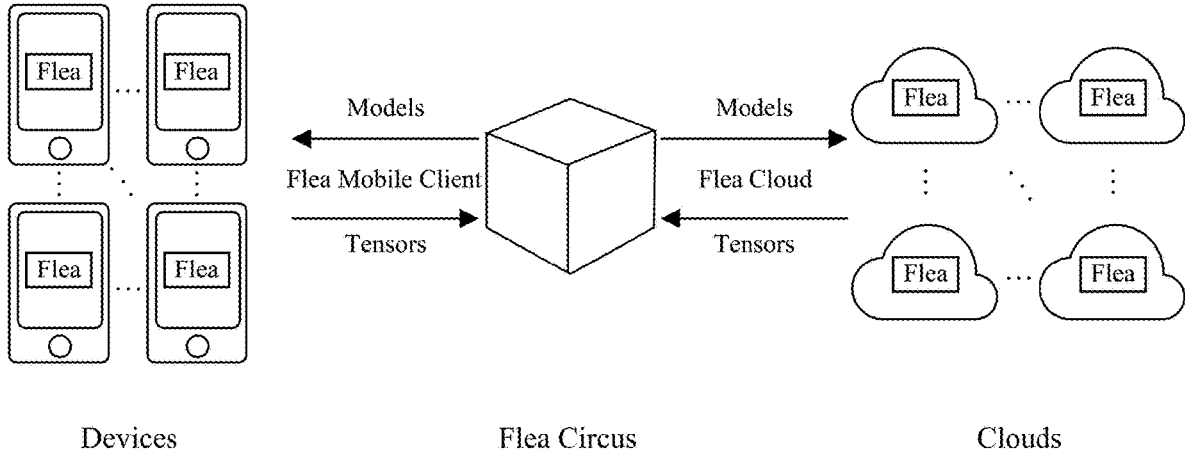 Flea Flea
Flea Flea
Models
Flea Mobile Client
Tensors
Models
Flea Cloud
Tensors
Flea Flea
Flea Flea
Devices
Flea Circus
Clouds